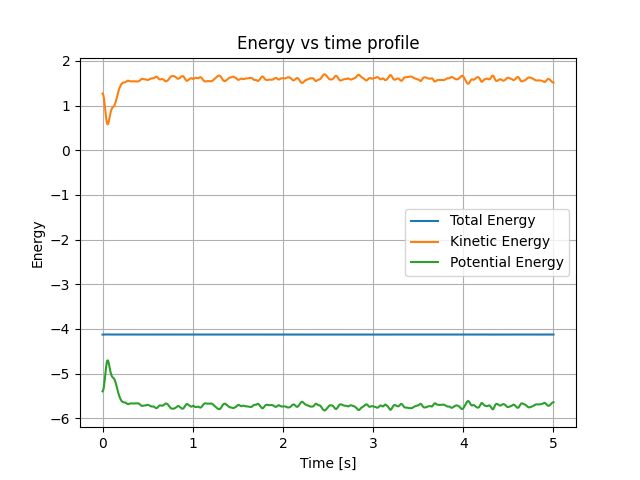 Energy vs time profile
2
1
0
−1
−2
−3
−4
−5
−6
Energy
Total Energy
Kinetic Energy
Potential Energy
0 1 2 3 4 5
Time [s]